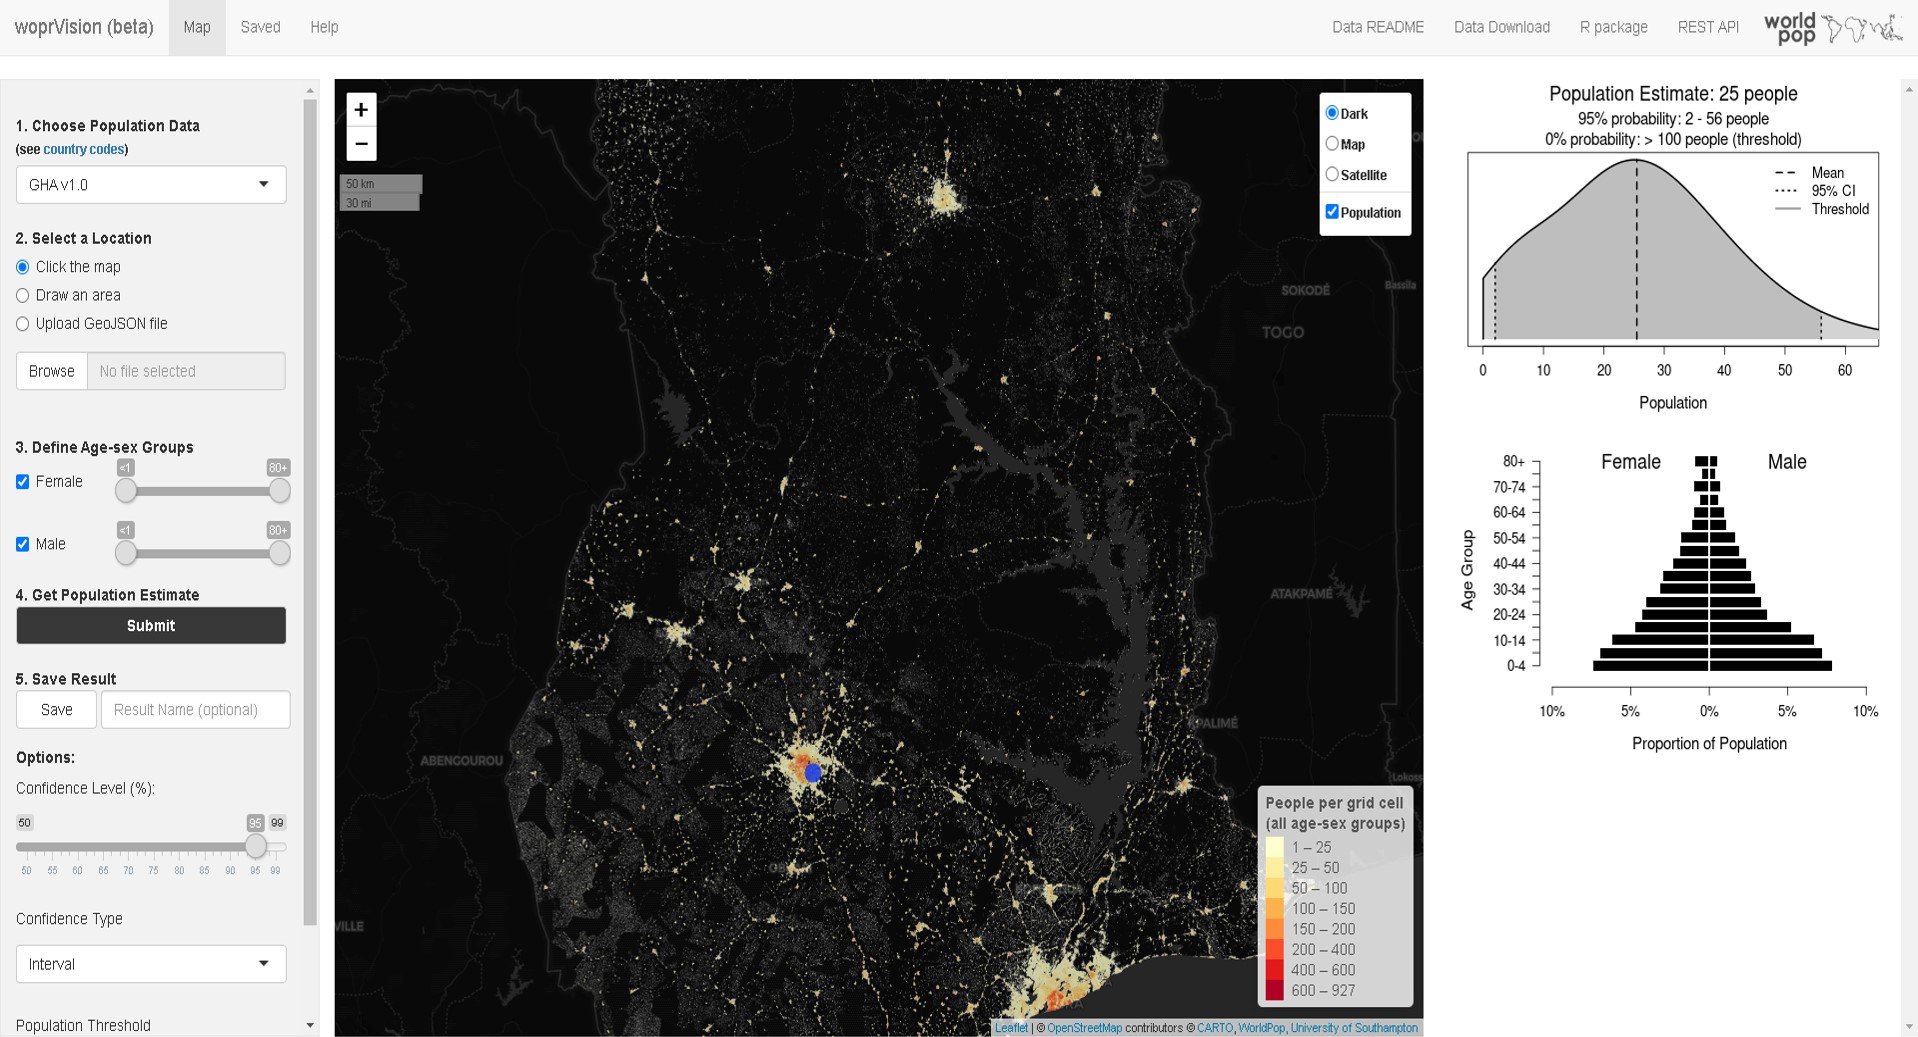 woprVision (beta)
Map
Saved
Help
Data README
Data Download
R package
REST API
world
pop
1. Choose Population Data
(see country codes)
GHA v1.0
2. Select a Location
Click the map
Draw an area
Upload GeoJSON file
Browse
No file selected
3. Define Age-sex Groups
Female
<1
80+
Male
<1
80+
4. Get Population Estimate
Submit
5. Save Result
Save
Result Name (optional)
Options:
Confidence Level (%):
50
95
99
50 55 60 65 70 75 80 85 90 95 99
Confidence Type
Interval
Population Threshold
+
−
50 km
30 mi
Dark
Map
Satellite
Population
SOKODÉ
Bassila
TOGO
ATAKPAMÉ
KPALIMÉ
ABENGOUROU
Lokoss
VILLE
People per grid cell
(all age-sex groups)
1 – 25
25 – 50
50 – 100
100 – 150
150 – 200
200 – 400
400 – 600
600 – 927
Leaflet | © OpenStreetMap contributors © CARTO, WorldPop, University of Southampton
Population Estimate: 25 people
95% probability: 2 - 56 people
0% probability: > 100 people (threshold)
Mean
95% CI
Threshold
0 10 20 30 40 50 60
Population
Female
Male
80+
70-74
60-64
50-54
40-44
30-34
20-24
10-14
0-4
Age Group
10% 5% 0% 5% 10%
Proportion of Population